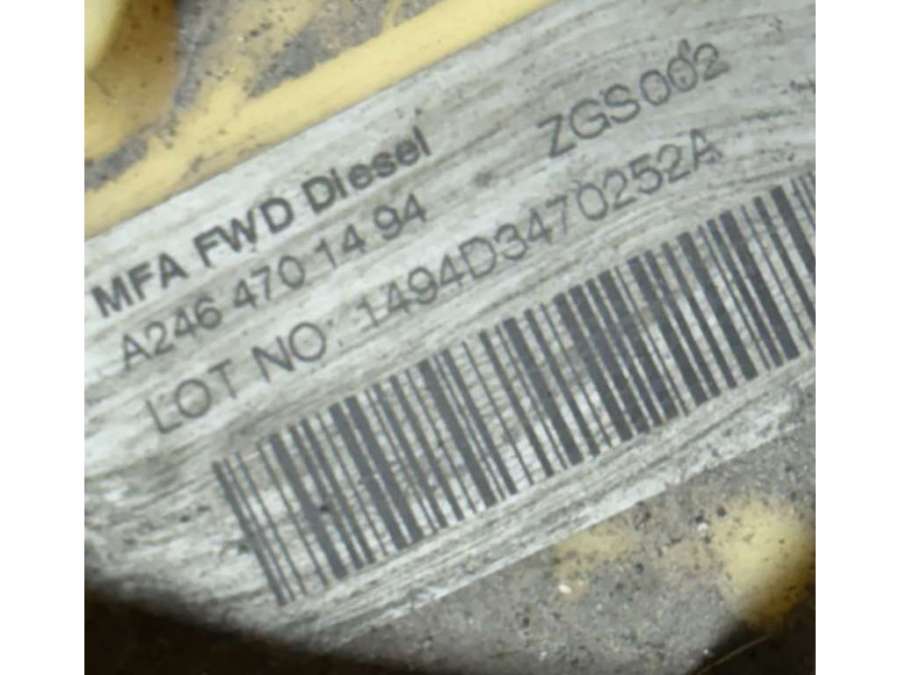 MFA FWD Diesel
A246 470 14 94 ZGS002
LOT NO: 1494D3470252A